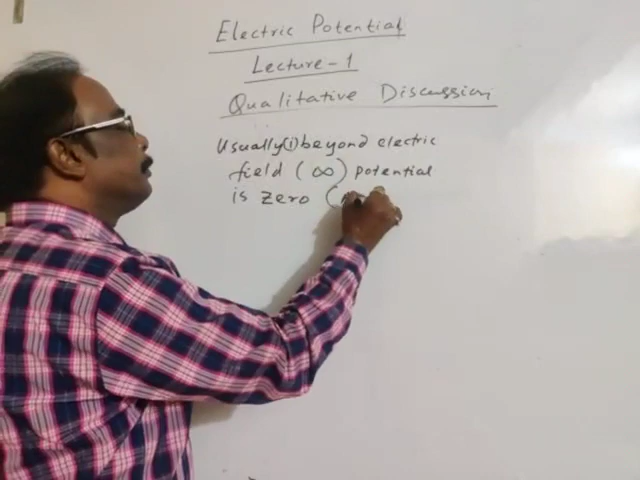 Electric Potential
Lecture-1
Qualitative Discussion
Usually(i) beyond electric
field (∞) potential
is zero (